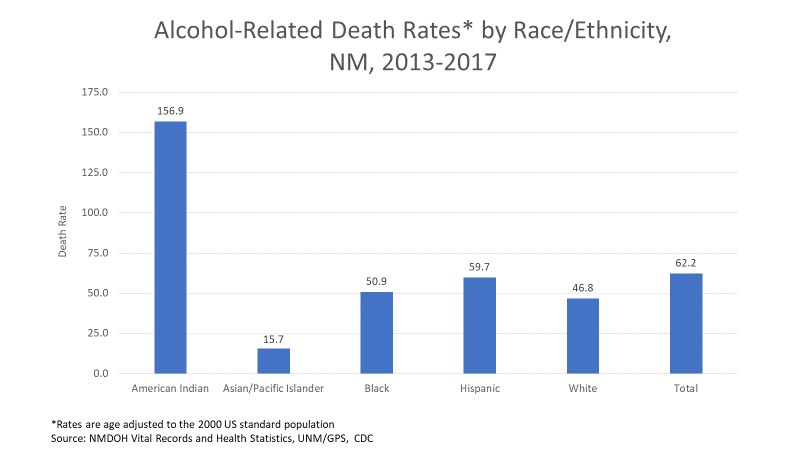 Alcohol-Related Death Rates* by Race/Ethnicity,
NM, 2013-2017
175.0
150.0
125.0
100.0
75.0
50.0
25.0
0.0
Death Rate
156.9
15.7
50.9
59.7
46.8
62.2
American Indian
Asian/Pacific Islander
Black
Hispanic
White
Total
*Rates are age adjusted to the 2000 US standard population
Source: NMDOH Vital Records and Health Statistics, UNM/GPS, CDC